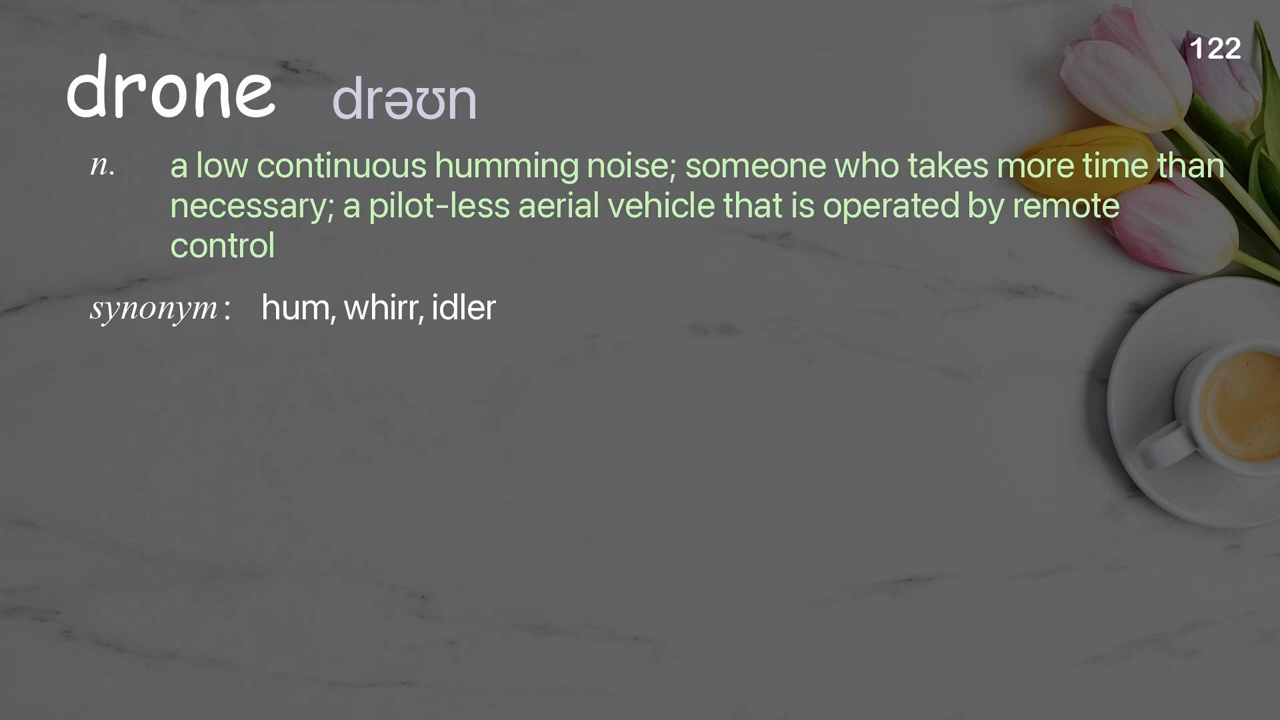 122
drone drəʊn
n. a low continuous humming noise; someone who takes more time than
necessary; a pilot-less aerial vehicle that is operated by remote
control
synonym: hum, whirr, idler